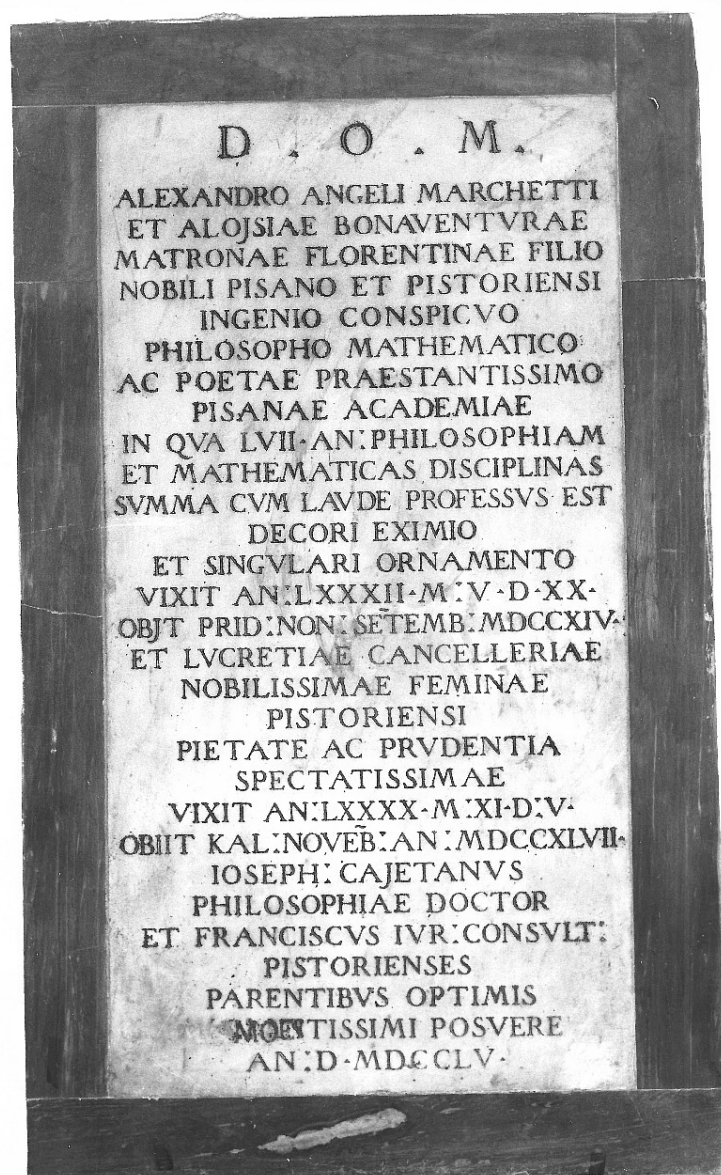 D . O . M .
ALEXANDRO ANGELI MARCHETTI
ET ALOJSIAE BONAVENTVRAE
MATRONAE FLORENTINAE FILIO
NOBILI PISANO ET PISTORIENSI
INGENIO CONSPICVO
PHILOSOPHO MATHEMATICO
AC POETAE PRAESTANTISSIMO
PISANAE ACADEMIAE
IN QVA LVII·AN:PHILOSOPHIAM
ET MATHEMATICAS DISCIPLINAS
SVMMA CVM LAVDE PROFESSVS EST
DECORI EXIMIO
ET SINGVLARI ORNAMENTO
VIXIT AN:LXXXII·M:V·D·XX·
OBJT PRID:NON:SETEMB:MDCCXIV·
ET LVCRETIAE CANCELLERIAE
NOBILISSIMAE FEMINAE
PISTORIENSI
PIETATE AC PRVDENTIA
SPECTATISSIMAE
VIXIT AN:LXXXX·M:XI·D:V·
OBIIT KAL:NOVEB̃:AN:MDCCXLVII·
IOSEPH: CAJETANVS
PHILOSOPHIAE DOCTOR
ET FRANCISCVS IVR:CONSVLT:
PISTORIENSES
PARENTIBVS OPTIMIS
POSVERE
AN:D·MDCCLV·